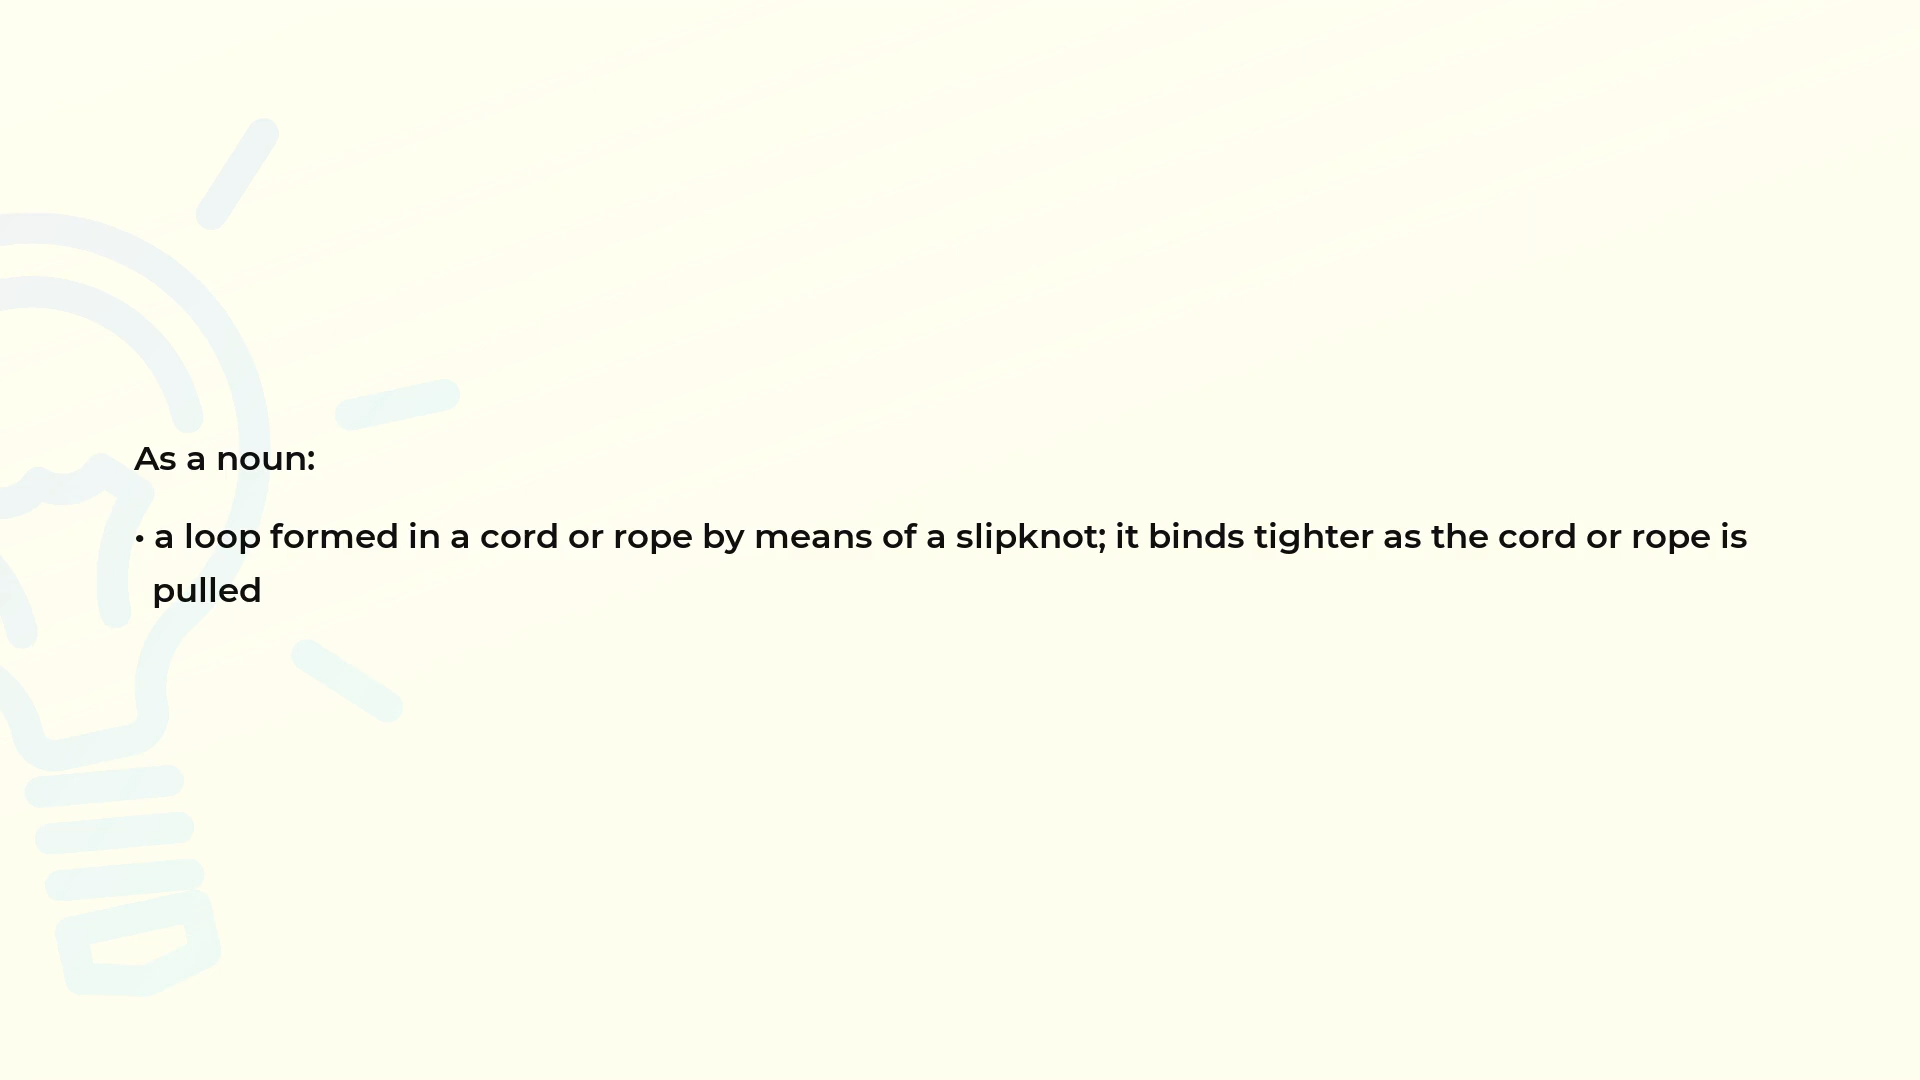 As a noun:
• a loop formed in a cord or rope by means of a slipknot; it binds tighter as the cord or rope is
pulled